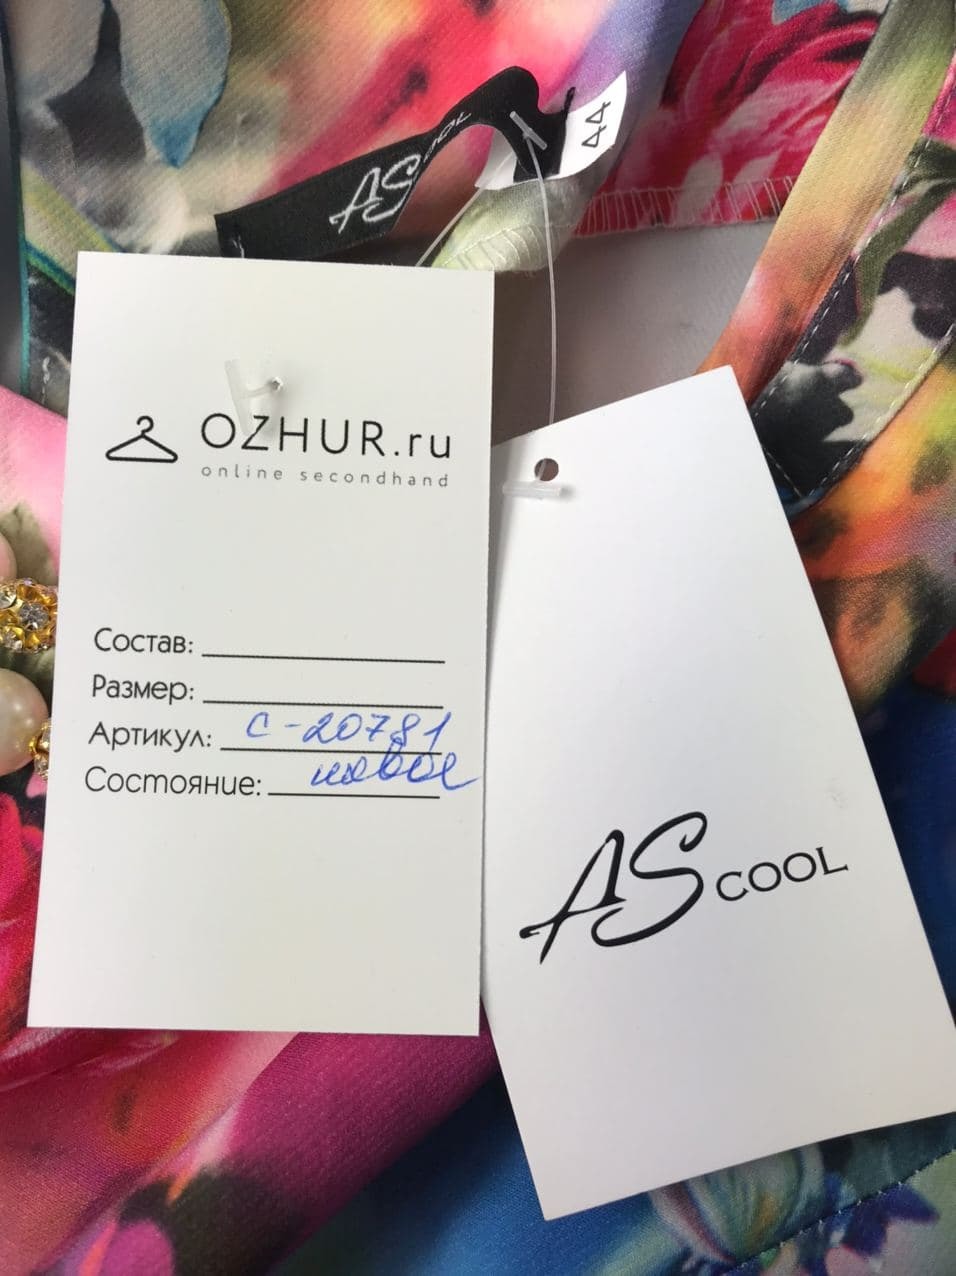 AS COOL
44
OZHUR.ru
online secondhand
Состав:
Размер:
Артикул: С-20781
Состояние: новое
AS COOL